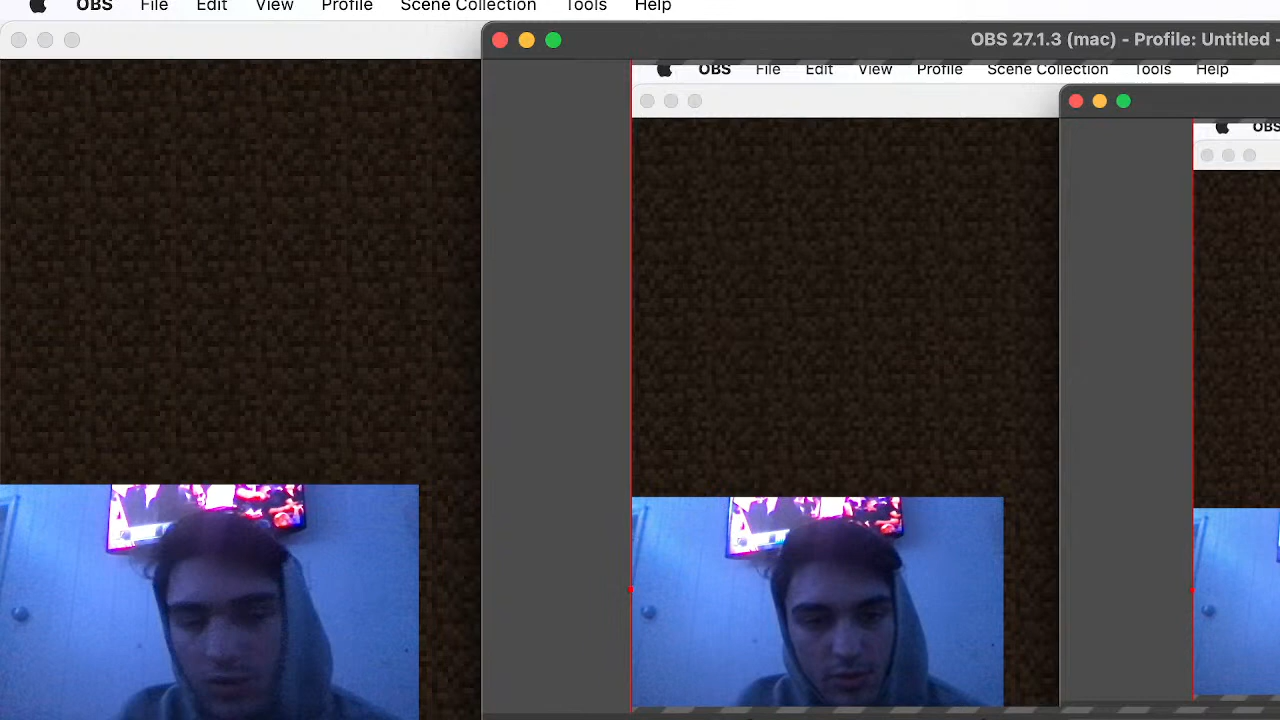 OBS File Edit View Profile Scene Collection Tools Help
OBS 27.1.3 (mac) - Profile: Untitled -
OBS File Edit View Profile Scene Collection Tools Help
OBS